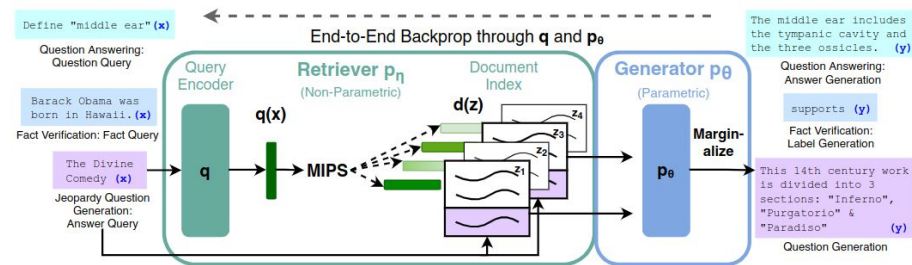 Define "middle ear" (x)
Question Answering:
Question Query
Barack Obama was
born in Hawaii.(x)
Fact Verification: Fact Query
The Divine
Comedy (x)
Jeopardy Question
Generation:
Answer Query
End-to-End Backprop through q and pθ
Query
Encoder
q
q(x)
Retriever pη
(Non-Parametric)
MIPS
Document
Index
d(z)
z4
z3
z2
z1
Generator pθ
(Parametric)
pθ
Margin-
alize
The middle ear includes
the tympanic cavity and
the three ossicles. (y)
Question Answering:
Answer Generation
supports (y)
Fact Verification:
Label Generation
This 14th century work
is divided into 3
sections: "Inferno",
"Purgatorio" &
"Paradiso" (y)
Question Generation